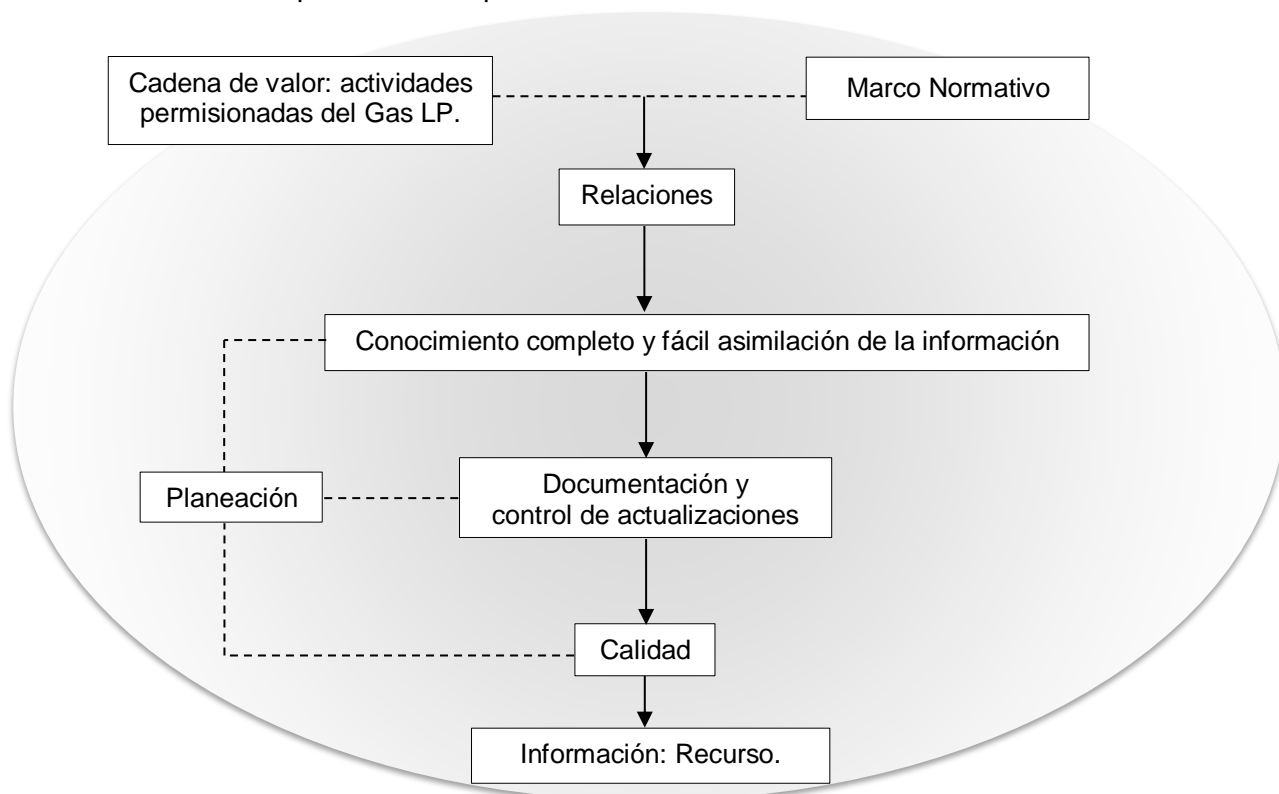 Cadena de valor: actividades
permisionadas del Gas LP.
Marco Normativo
Relaciones
Conocimiento completo y fácil asimilación de la información
Planeación
Documentación y
control de actualizaciones
Calidad
Información: Recurso.